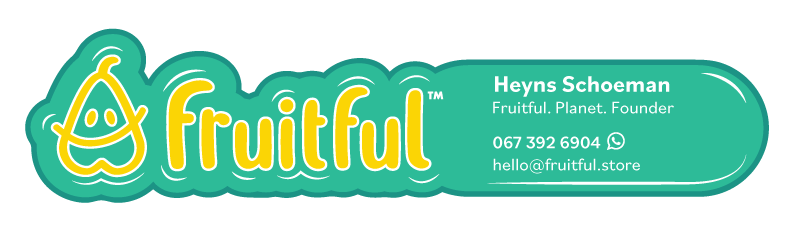 fruitful™
Heyns Schoeman
Fruitful. Planet. Founder
067 392 6904
hello@fruitful.store